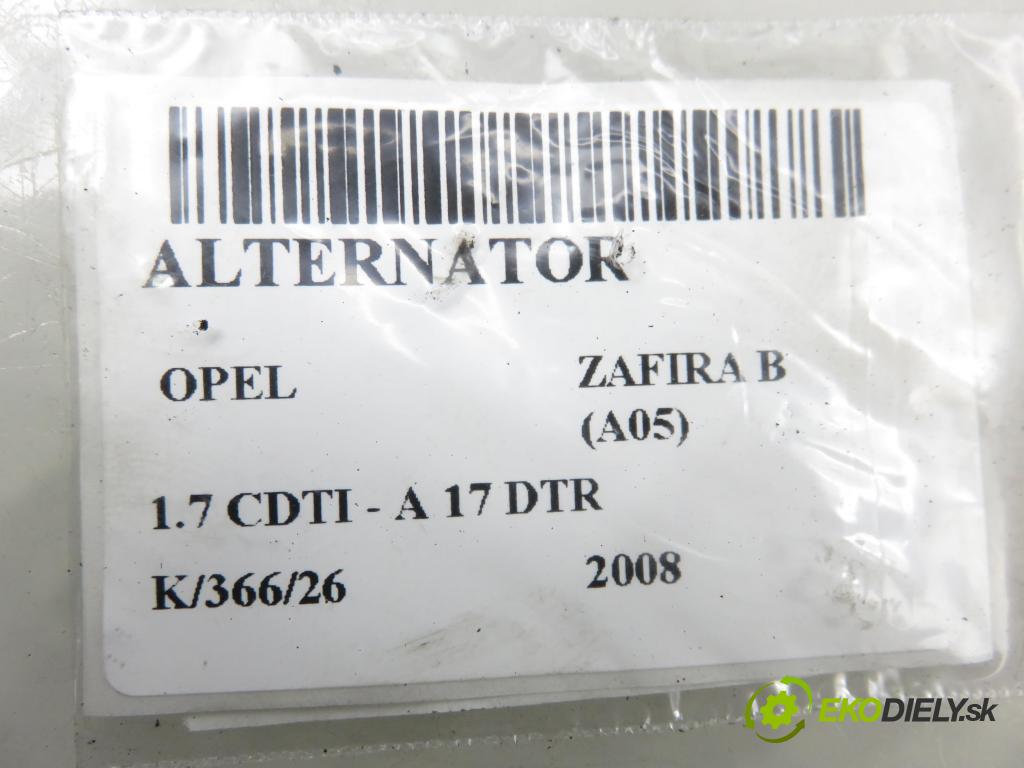 ALTERNATOR
OPEL ZAFIRA B
(A05)
1.7 CDTI - A 17 DTR
K/366/26 2008
EKODIELY.sk